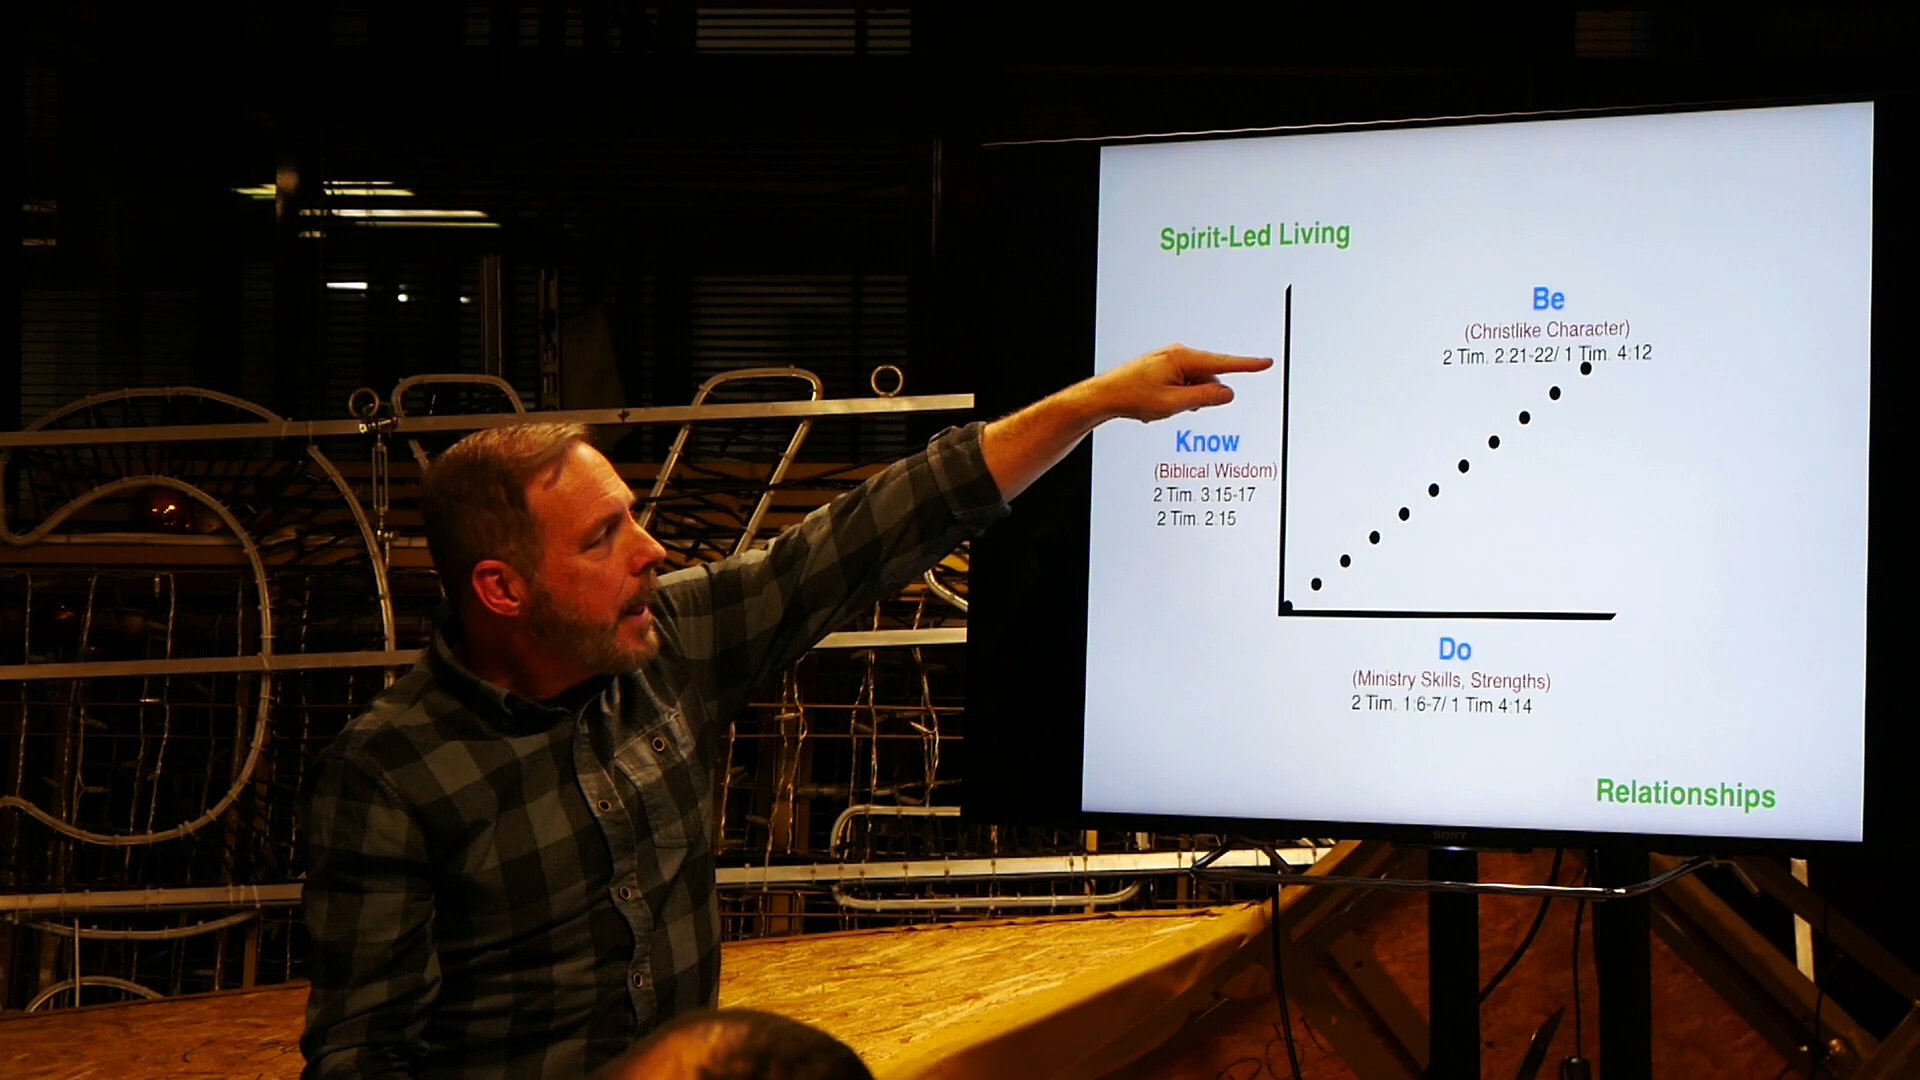 Spirit-Led Living
Be
(Christlike Character)
2 Tim. 2:21-22/ 1 Tim. 4:12
Know
(Biblical Wisdom)
2 Tim. 3:15-17
2 Tim. 2:15
Do
(Ministry Skills, Strengths)
2 Tim. 1:6-7/ 1 Tim 4:14
Relationships
SONY